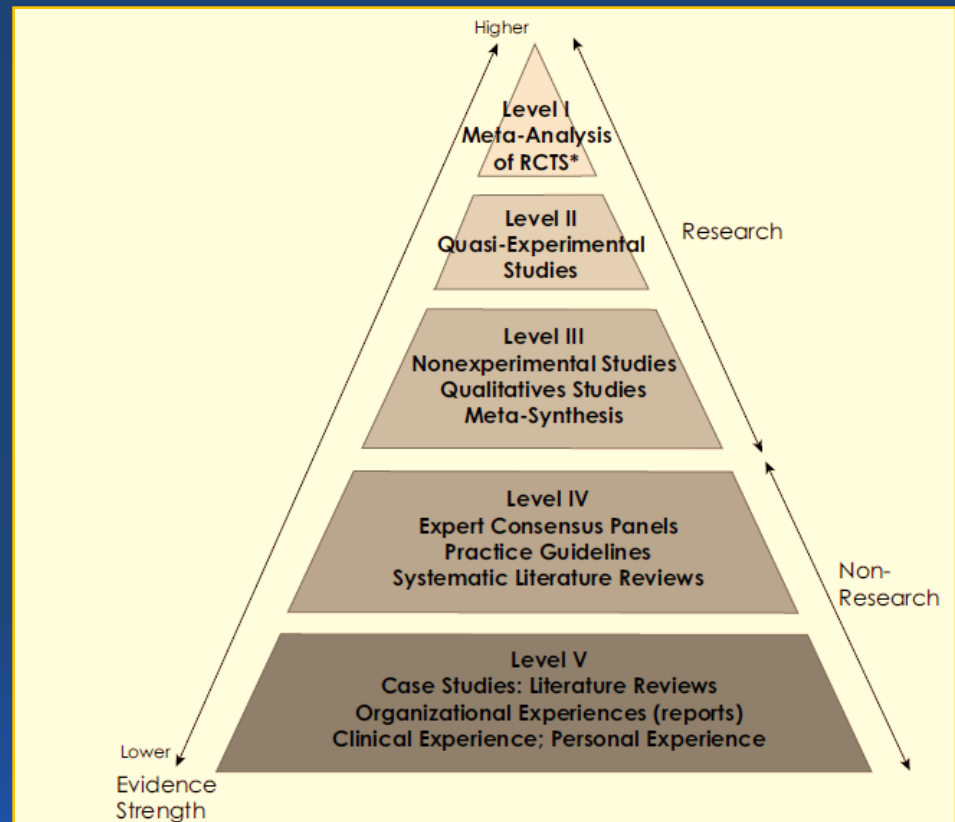 Higher
Level I
Meta-Analysis
of RCTS*
Level II
Quasi-Experimental
Studies
Research
Level III
Nonexperimental Studies
Qualitatives Studies
Meta-Synthesis
Level IV
Expert Consensus Panels
Practice Guidelines
Systematic Literature Reviews
Non-
Research
Level V
Case Studies: Literature Reviews
Organizational Experiences (reports)
Clinical Experience; Personal Experience
Lower
Evidence
Strength